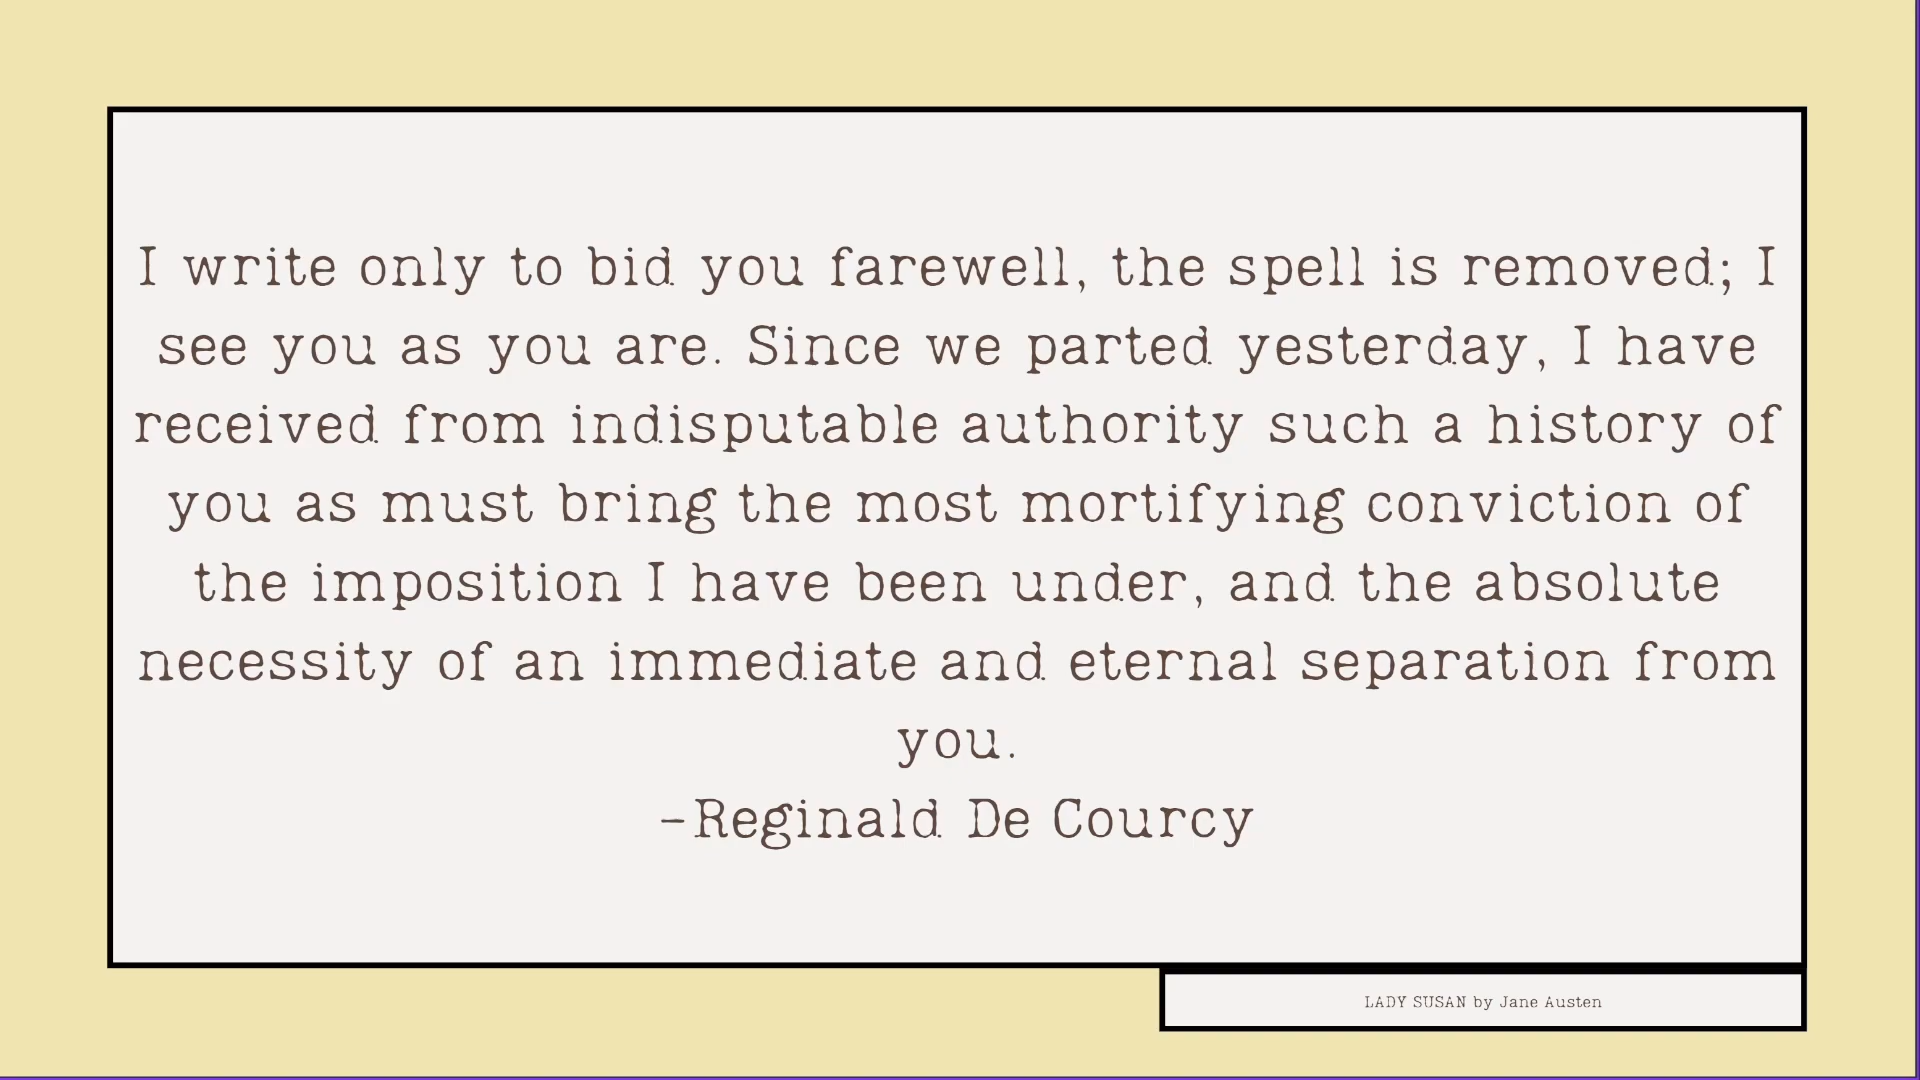 I write only to bid you farewell, the spell is removed; I
see you as you are. Since we parted yesterday, I have
received from indisputable authority such a history of
you as must bring the most mortifying conviction of
the imposition I have been under, and the absolute
necessity of an immediate and eternal separation from
you.
-Reginald De Courcy
LADY SUSAN by Jane Austen